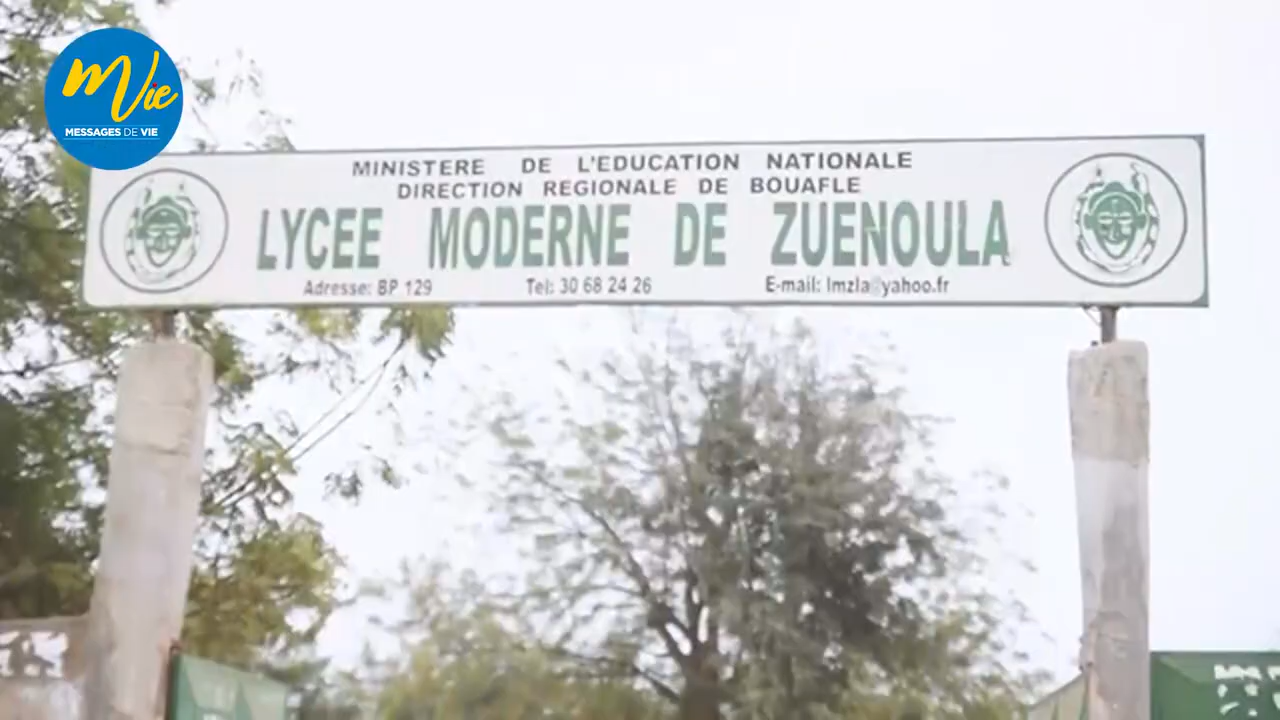 mVie
MESSAGES DE VIE
MINISTERE DE L'EDUCATION NATIONALE
DIRECTION REGIONALE DE BOUAFLE
LYCEE MODERNE DE ZUENOULA
Adresse: BP 129 Tel: 30 68 24 26 E-mail: lmzla@yahoo.fr